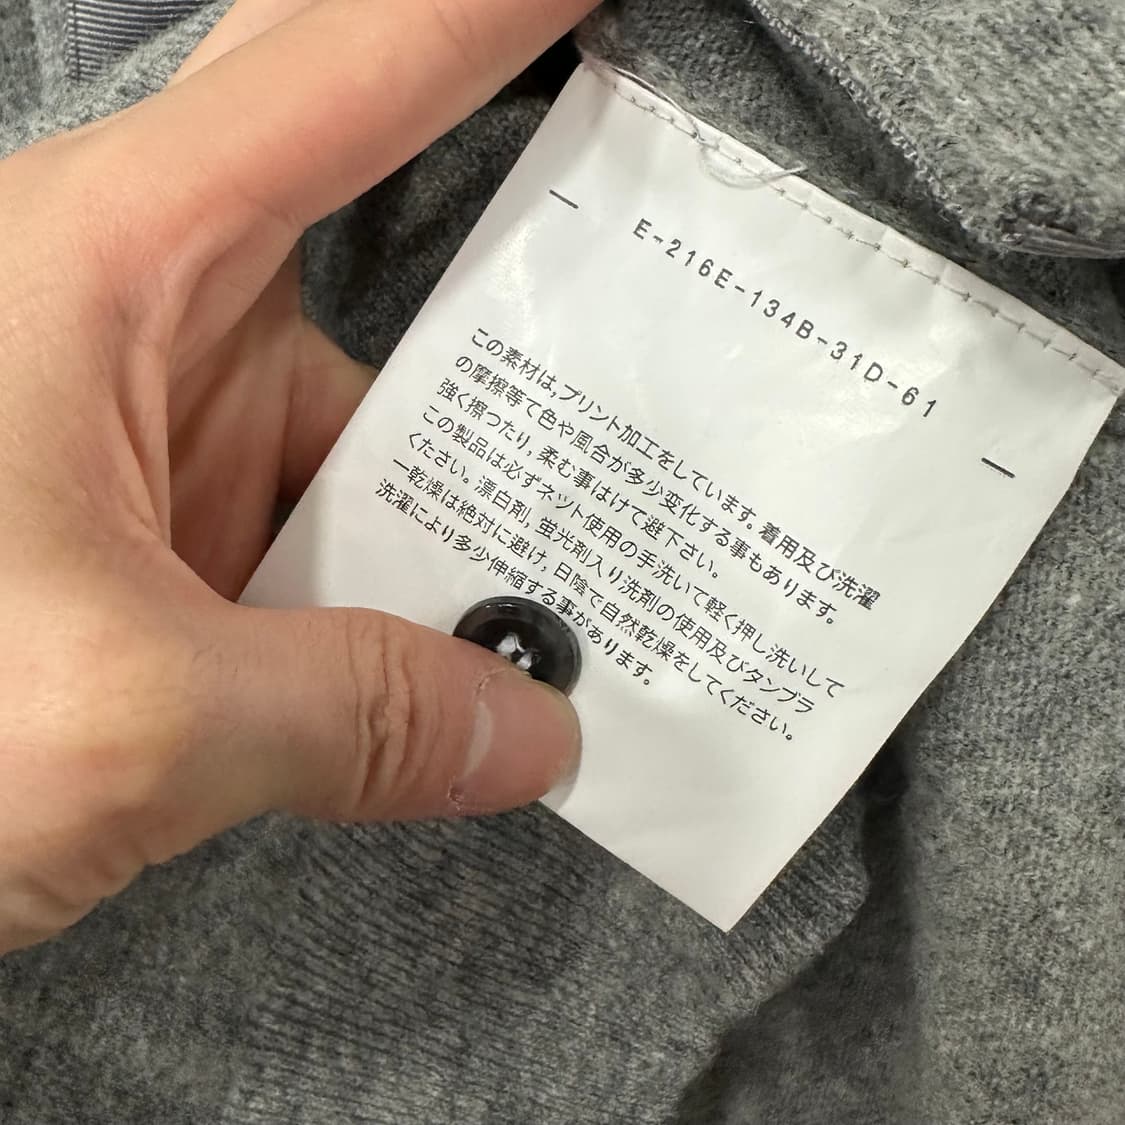 E-216E-134B-31D-61
この素材は,プリント加工をしています。着用及び洗濯
の摩擦等て色や風合が多少変化する事もあります。
強く擦ったり,柔む事はけて避下さい。
この製品は必ずネット使用の手洗いて軽く押し洗いして
ください。漂白剤,蛍光剤入り洗剤の使用及びタンブラ
一乾燥は絶対に避け,日陰で自然乾燥をしてください。
洗濯により多少伸縮する事があります。